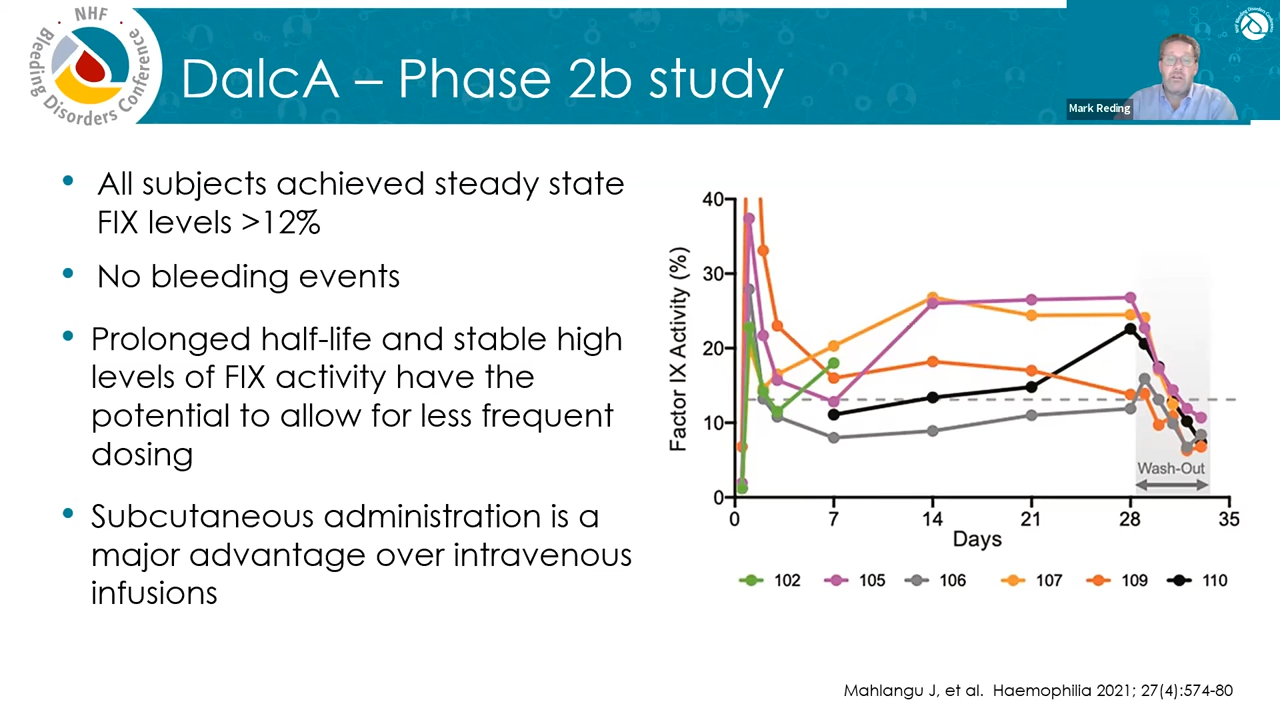 NHF
Bleeding Disorders Conference
DalcA – Phase 2b study
Mark Reding
• All subjects achieved steady state
FIX levels >12%
• No bleeding events
• Prolonged half-life and stable high
levels of FIX activity have the
potential to allow for less frequent
dosing
• Subcutaneous administration is a
major advantage over intravenous
infusions
Factor IX Activity (%)
40
30
20
10
0
Wash-Out
0 7 14 21 28 35
Days
102 105 106 107 109 110
Mahlangu J, et al. Haemophilia 2021; 27(4):574-80